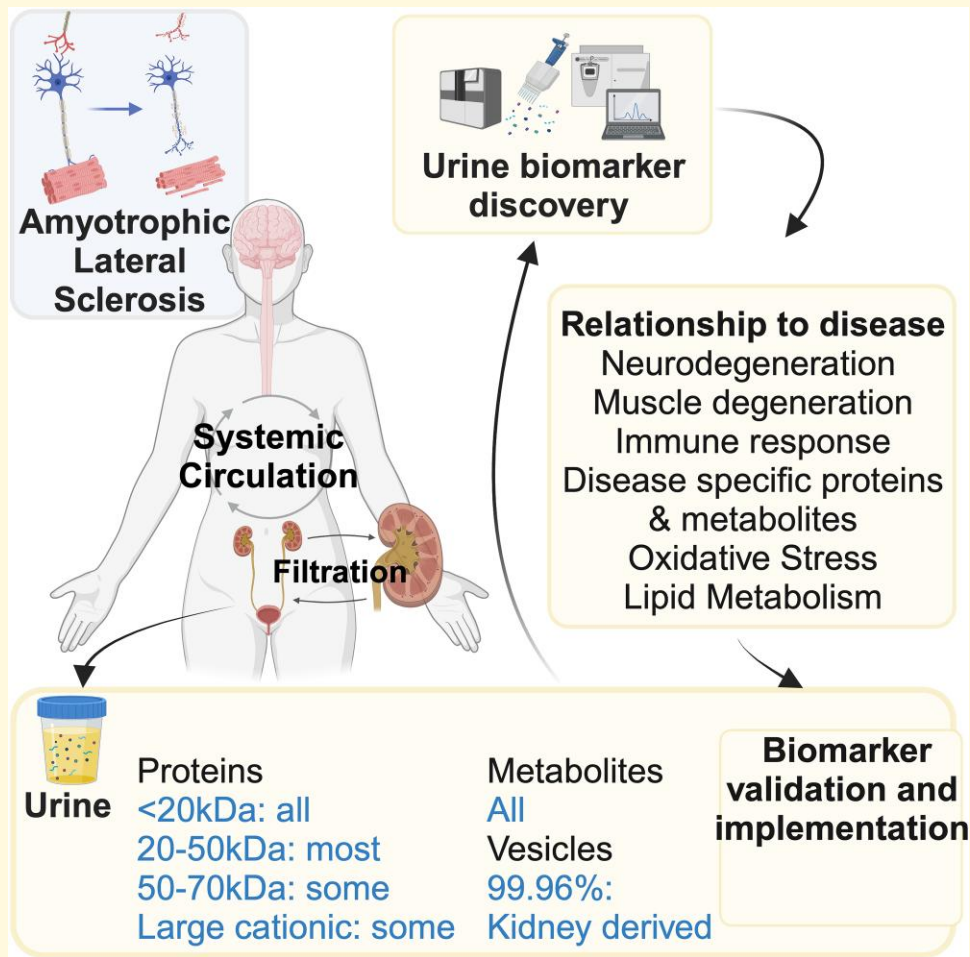 Amyotrophic
Lateral
Sclerosis
Urine biomarker
discovery
Relationship to disease
Neurodegeneration
Muscle degeneration
Immune response
Disease specific proteins
& metabolites
Oxidative Stress
Lipid Metabolism
Systemic
Circulation
Filtration
Urine
Proteins
<20kDa: all
20-50kDa: most
50-70kDa: some
Large cationic: some
Metabolites
All
Vesicles
99.96%:
Kidney derived
Biomarker
validation and
implementation